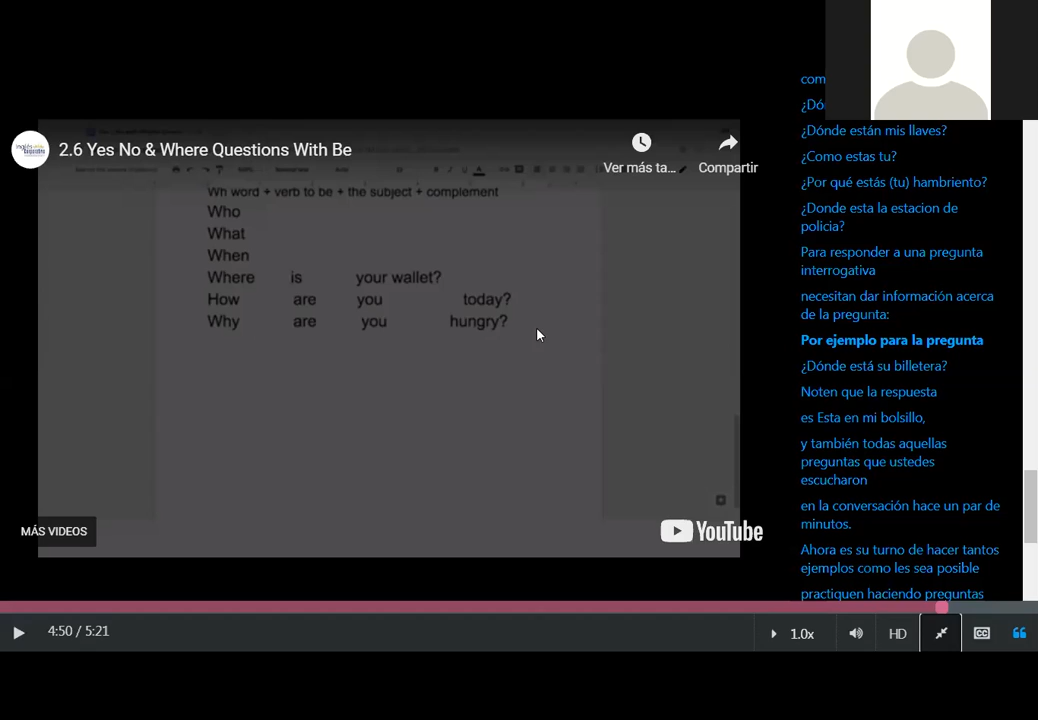 2.6 Yes No & Where Questions With Be
Ver más ta...
Compartir
Wh word + verb to be + the subject + complement
Who
What
When
Where is your wallet?
How are you today?
Why are you hungry?
MÁS VIDEOS
YouTube
com
¿Dó
¿Dónde están mis llaves?
¿Como estas tu?
¿Por qué estás (tu) hambriento?
¿Donde esta la estacion de
policia?
Para responder a una pregunta
interrogativa
necesitan dar información acerca
de la pregunta:
Por ejemplo para la pregunta
¿Dónde está su billetera?
Noten que la respuesta
es Esta en mi bolsillo,
y también todas aquellas
preguntas que ustedes
escucharon
en la conversación hace un par de
minutos.
Ahora es su turno de hacer tantos
ejemplos como les sea posible
practiquen haciendo preguntas
4:50 / 5:21
1.0x
HD
CC